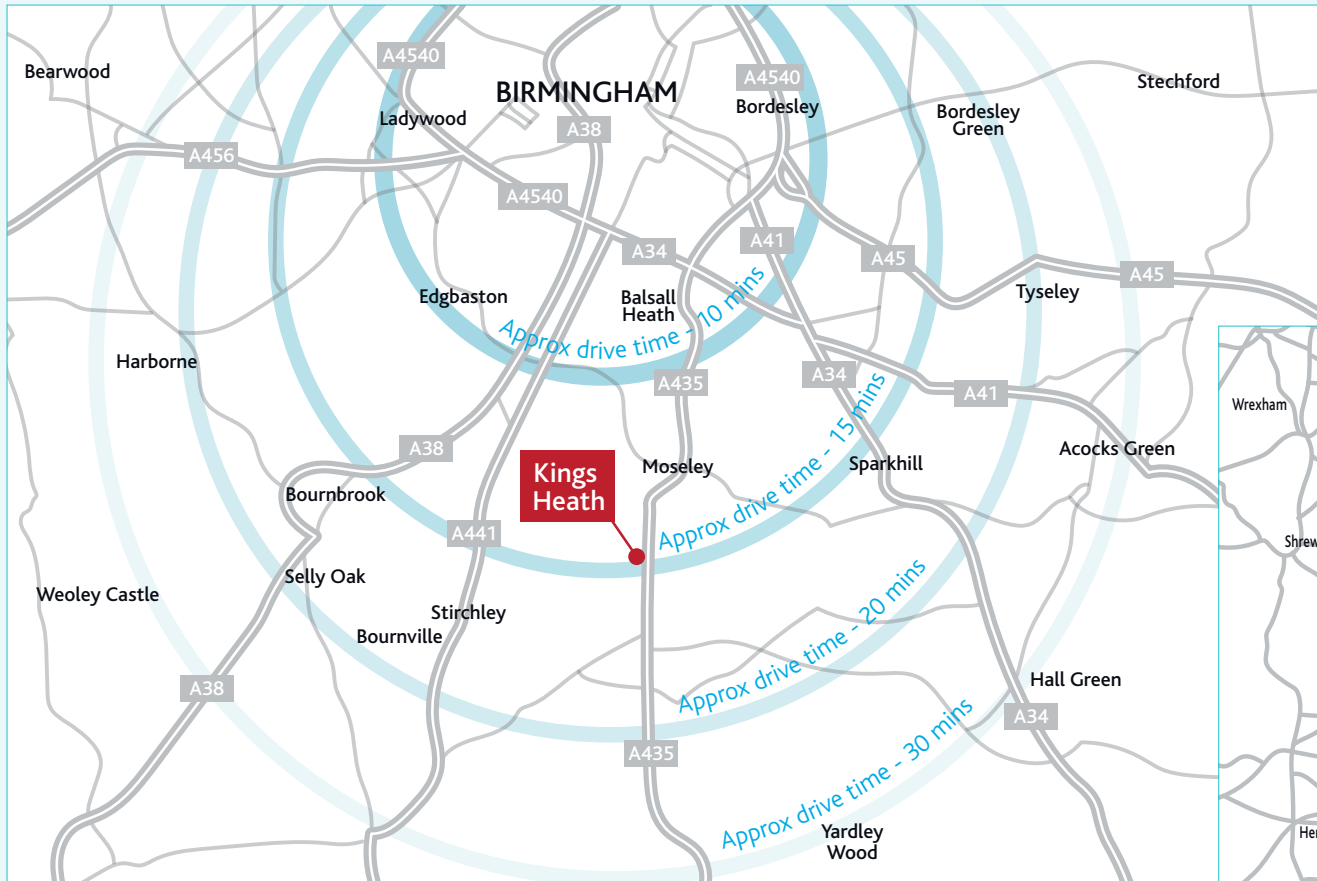 A4540
BIRMINGHAM
A4540
Bearwood
Stechford
Ladywood
Bordesley
Bordesley
Green
A38
A456
A4540
A34
A41
A45
A45
Edgbaston
Balsall
Heath
Tyseley
Approx drive time - 10 mins
Harborne
A435
A34
A41
Wrexham
A38
Approx drive time - 15 mins
Acocks Green
Kings
Heath
Moseley
Sparkhill
Bournbrook
A441
Shrew
Selly Oak
Weoley Castle
Stirchley
Bournville
Approx drive time - 20 mins
A38
Hall Green
A34
A435
Approx drive time - 30 mins
Yardley
Wood
Her